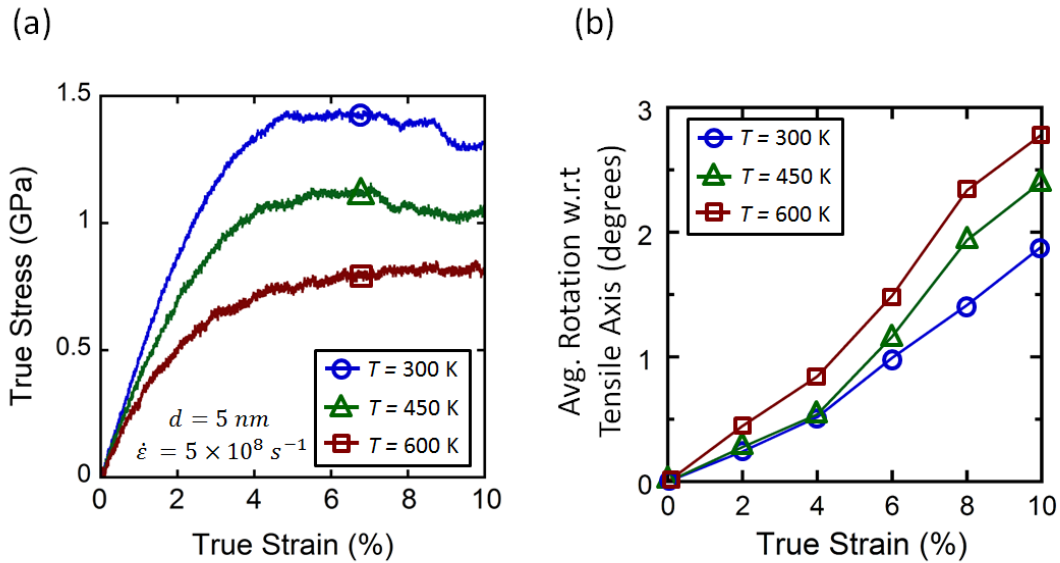 (a)
True Stress (GPa)
1.5
1
0.5
0
0 2 4 6 8 10
True Strain (%)
d = 5 nm
ε̇ = 5 × 10⁸ s⁻¹
T = 300 K
T = 450 K
T = 600 K
(b)
Avg. Rotation w.r.t
Tensile Axis (degrees)
3
2
1
0
0 2 4 6 8 10
True Strain (%)
T = 300 K
T = 450 K
T = 600 K